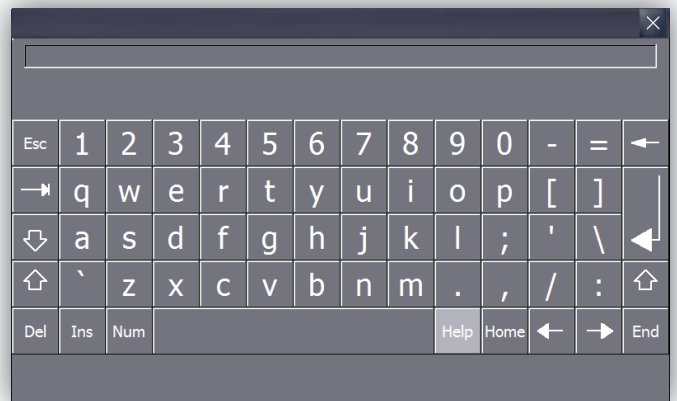 Esc 1 2 3 4 5 6 7 8 9 0 - =
q w e r t y u i o p [ ]
a s d f g h j k l ; ' \
` z x c v b n m . , / :
Del Ins Num Help Home End